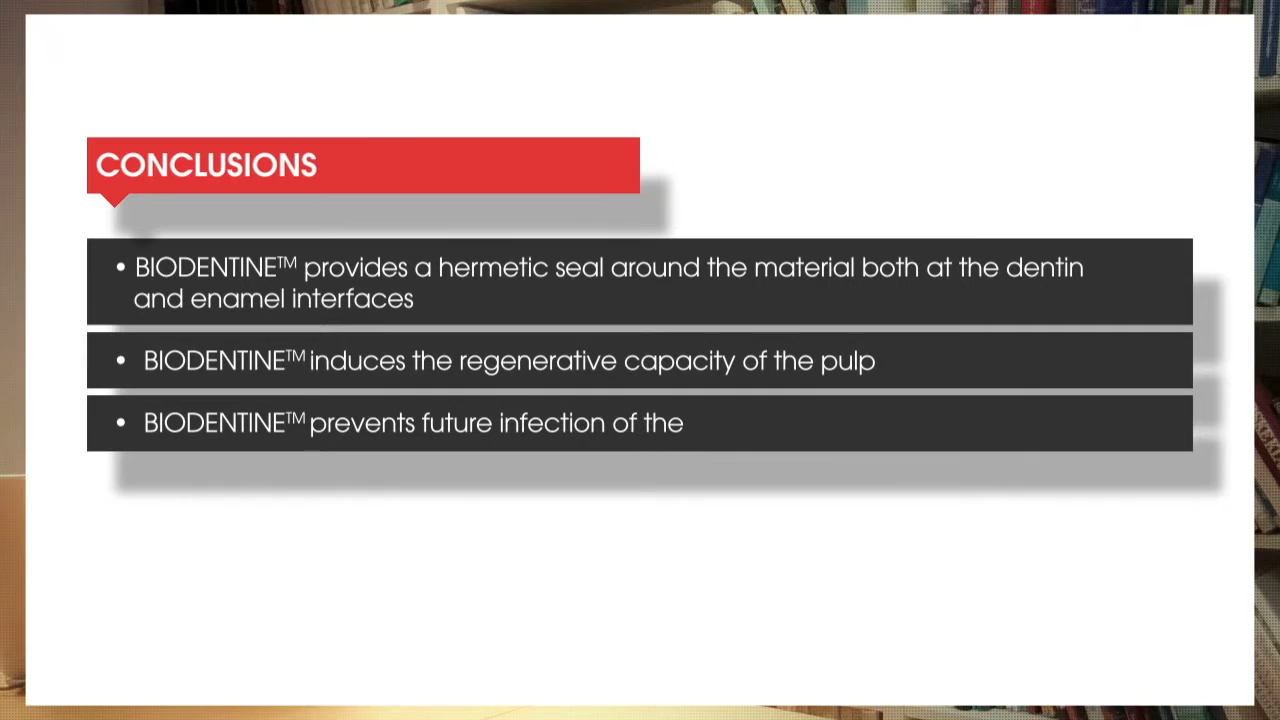 CONCLUSIONS
• BIODENTINE™ provides a hermetic seal around the material both at the dentin
and enamel interfaces
• BIODENTINE™ induces the regenerative capacity of the pulp
• BIODENTINE™ prevents future infection of the